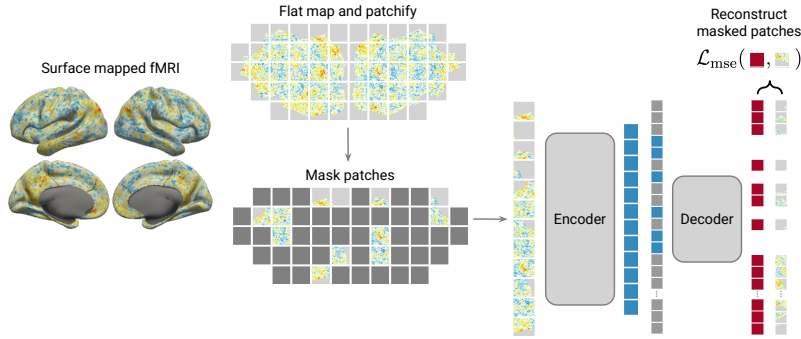 Flat map and patchify
Surface mapped fMRI
Mask patches
Encoder
Decoder
Reconstruct
masked patches
ℒmse( , )